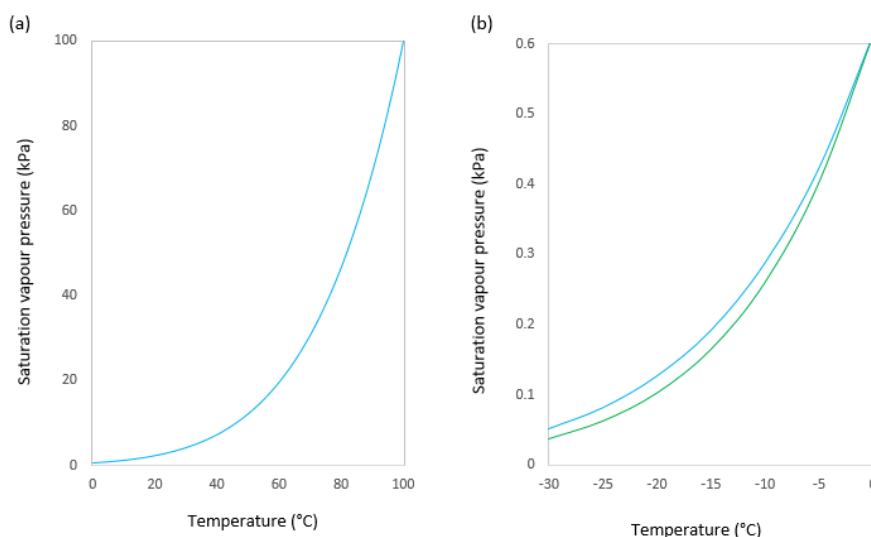 (a)
100
80
60
40
20
0
Saturation vapour pressure (kPa)
0 20 40 60 80 100
Temperature (°C)
(b)
0.6
0.5
0.4
0.3
0.2
0.1
0
Saturation vapour pressure (kPa)
-30 -25 -20 -15 -10 -5 0
Temperature (°C)